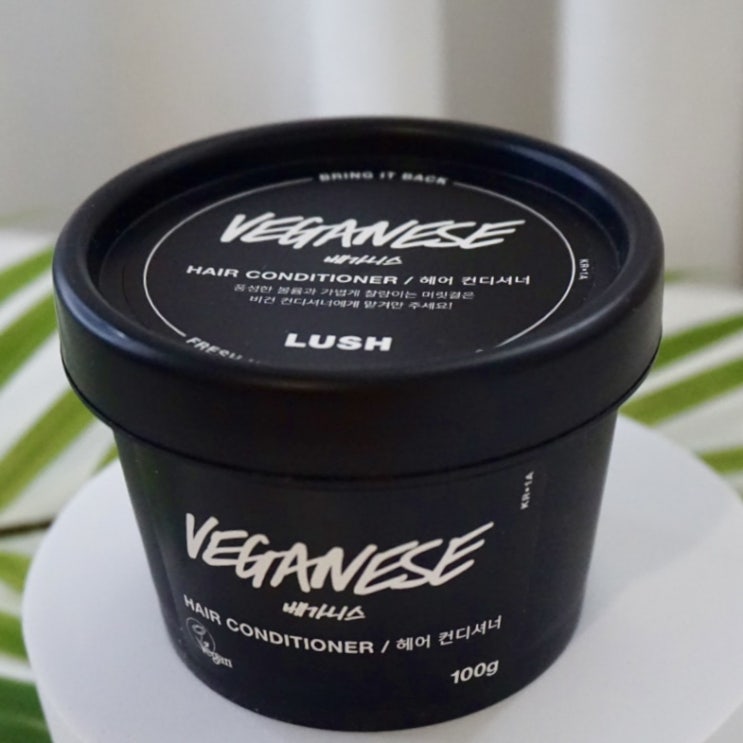 BRING IT BACK
VEGANESE
베가니스
HAIR CONDITIONER / 헤어 컨디셔너
풍성한 볼륨과 가볍게 찰랑이는 머릿결은
비건 컨디셔너에게 맡겨만 주세요!
LUSH
FRESH
KR•1A
VEGANESE
베가니스
HAIR CONDITIONER / 헤어 컨디셔너
vegan
100g
KR•1A